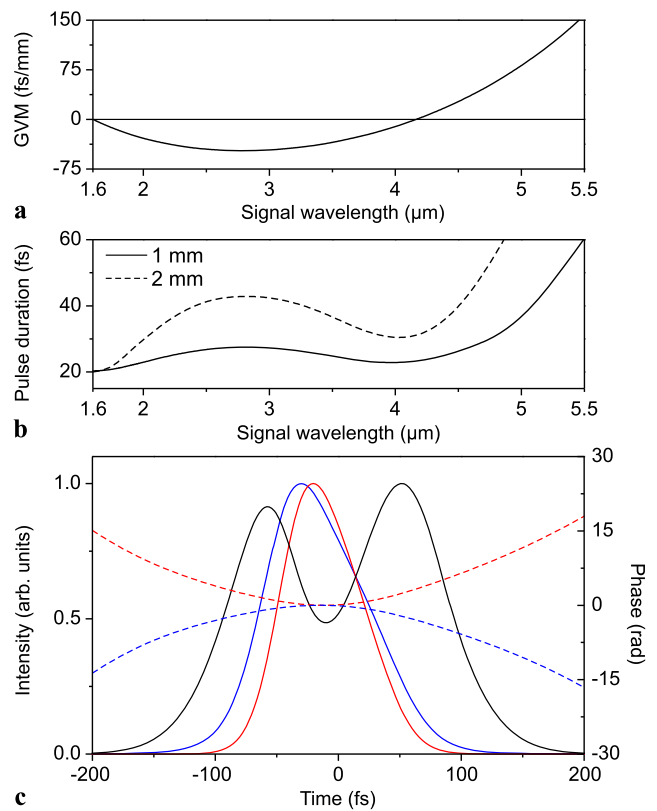 150
75
0
-75
GVM (fs/mm)
1.6 2 3 4 5 5.5
Signal wavelength (µm)
a
60
40
20
Pulse duration (fs)
1 mm
2 mm
1.6 2 3 4 5 5.5
Signal wavelength (µm)
b
1.0
0.5
0.0
Intensity (arb. units)
30
15
0
-15
-30
Phase (rad)
-200 -100 0 100 200
Time (fs)
c